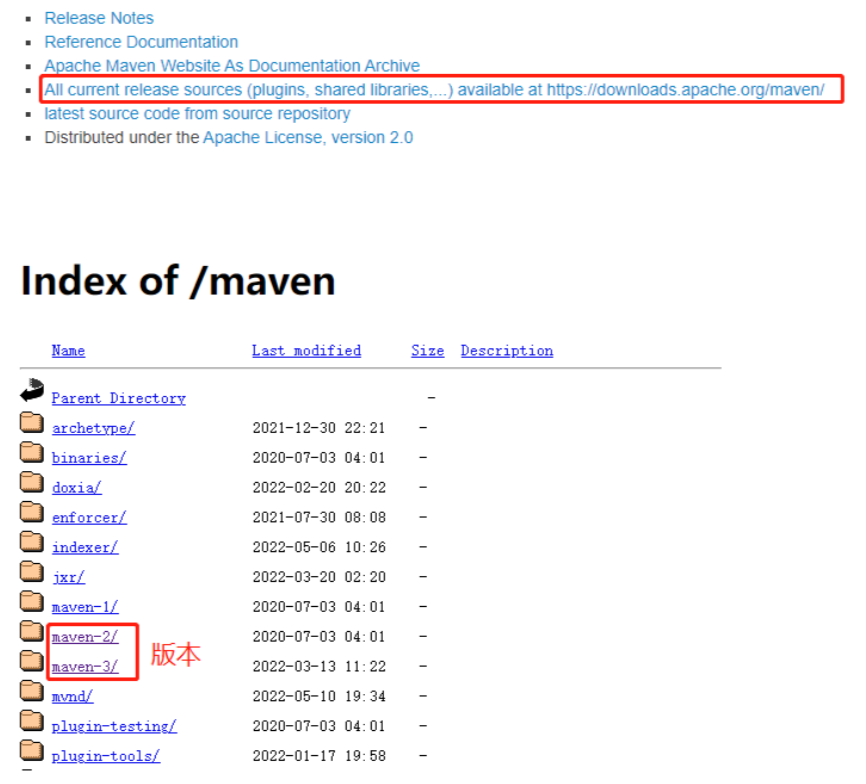 Release Notes
Reference Documentation
Apache Maven Website As Documentation Archive
All current release sources (plugins, shared libraries,...) available at https://downloads.apache.org/maven/
latest source code from source repository
Distributed under the Apache License, version 2.0
Index of /maven
Name Last modified Size Description
Parent Directory -
archetype/ 2021-12-30 22:21 -
binaries/ 2020-07-03 04:01 -
doxia/ 2022-02-20 20:22 -
enforcer/ 2021-07-30 08:08 -
indexer/ 2022-05-06 10:26 -
jxr/ 2022-03-20 02:20 -
maven-1/ 2020-07-03 04:01 -
maven-2/ 2020-07-03 04:01 -
版本
maven-3/ 2022-03-13 11:22 -
mvnd/ 2022-05-10 19:34 -
plugin-testing/ 2020-07-03 04:01 -
plugin-tools/ 2022-01-17 19:58 -